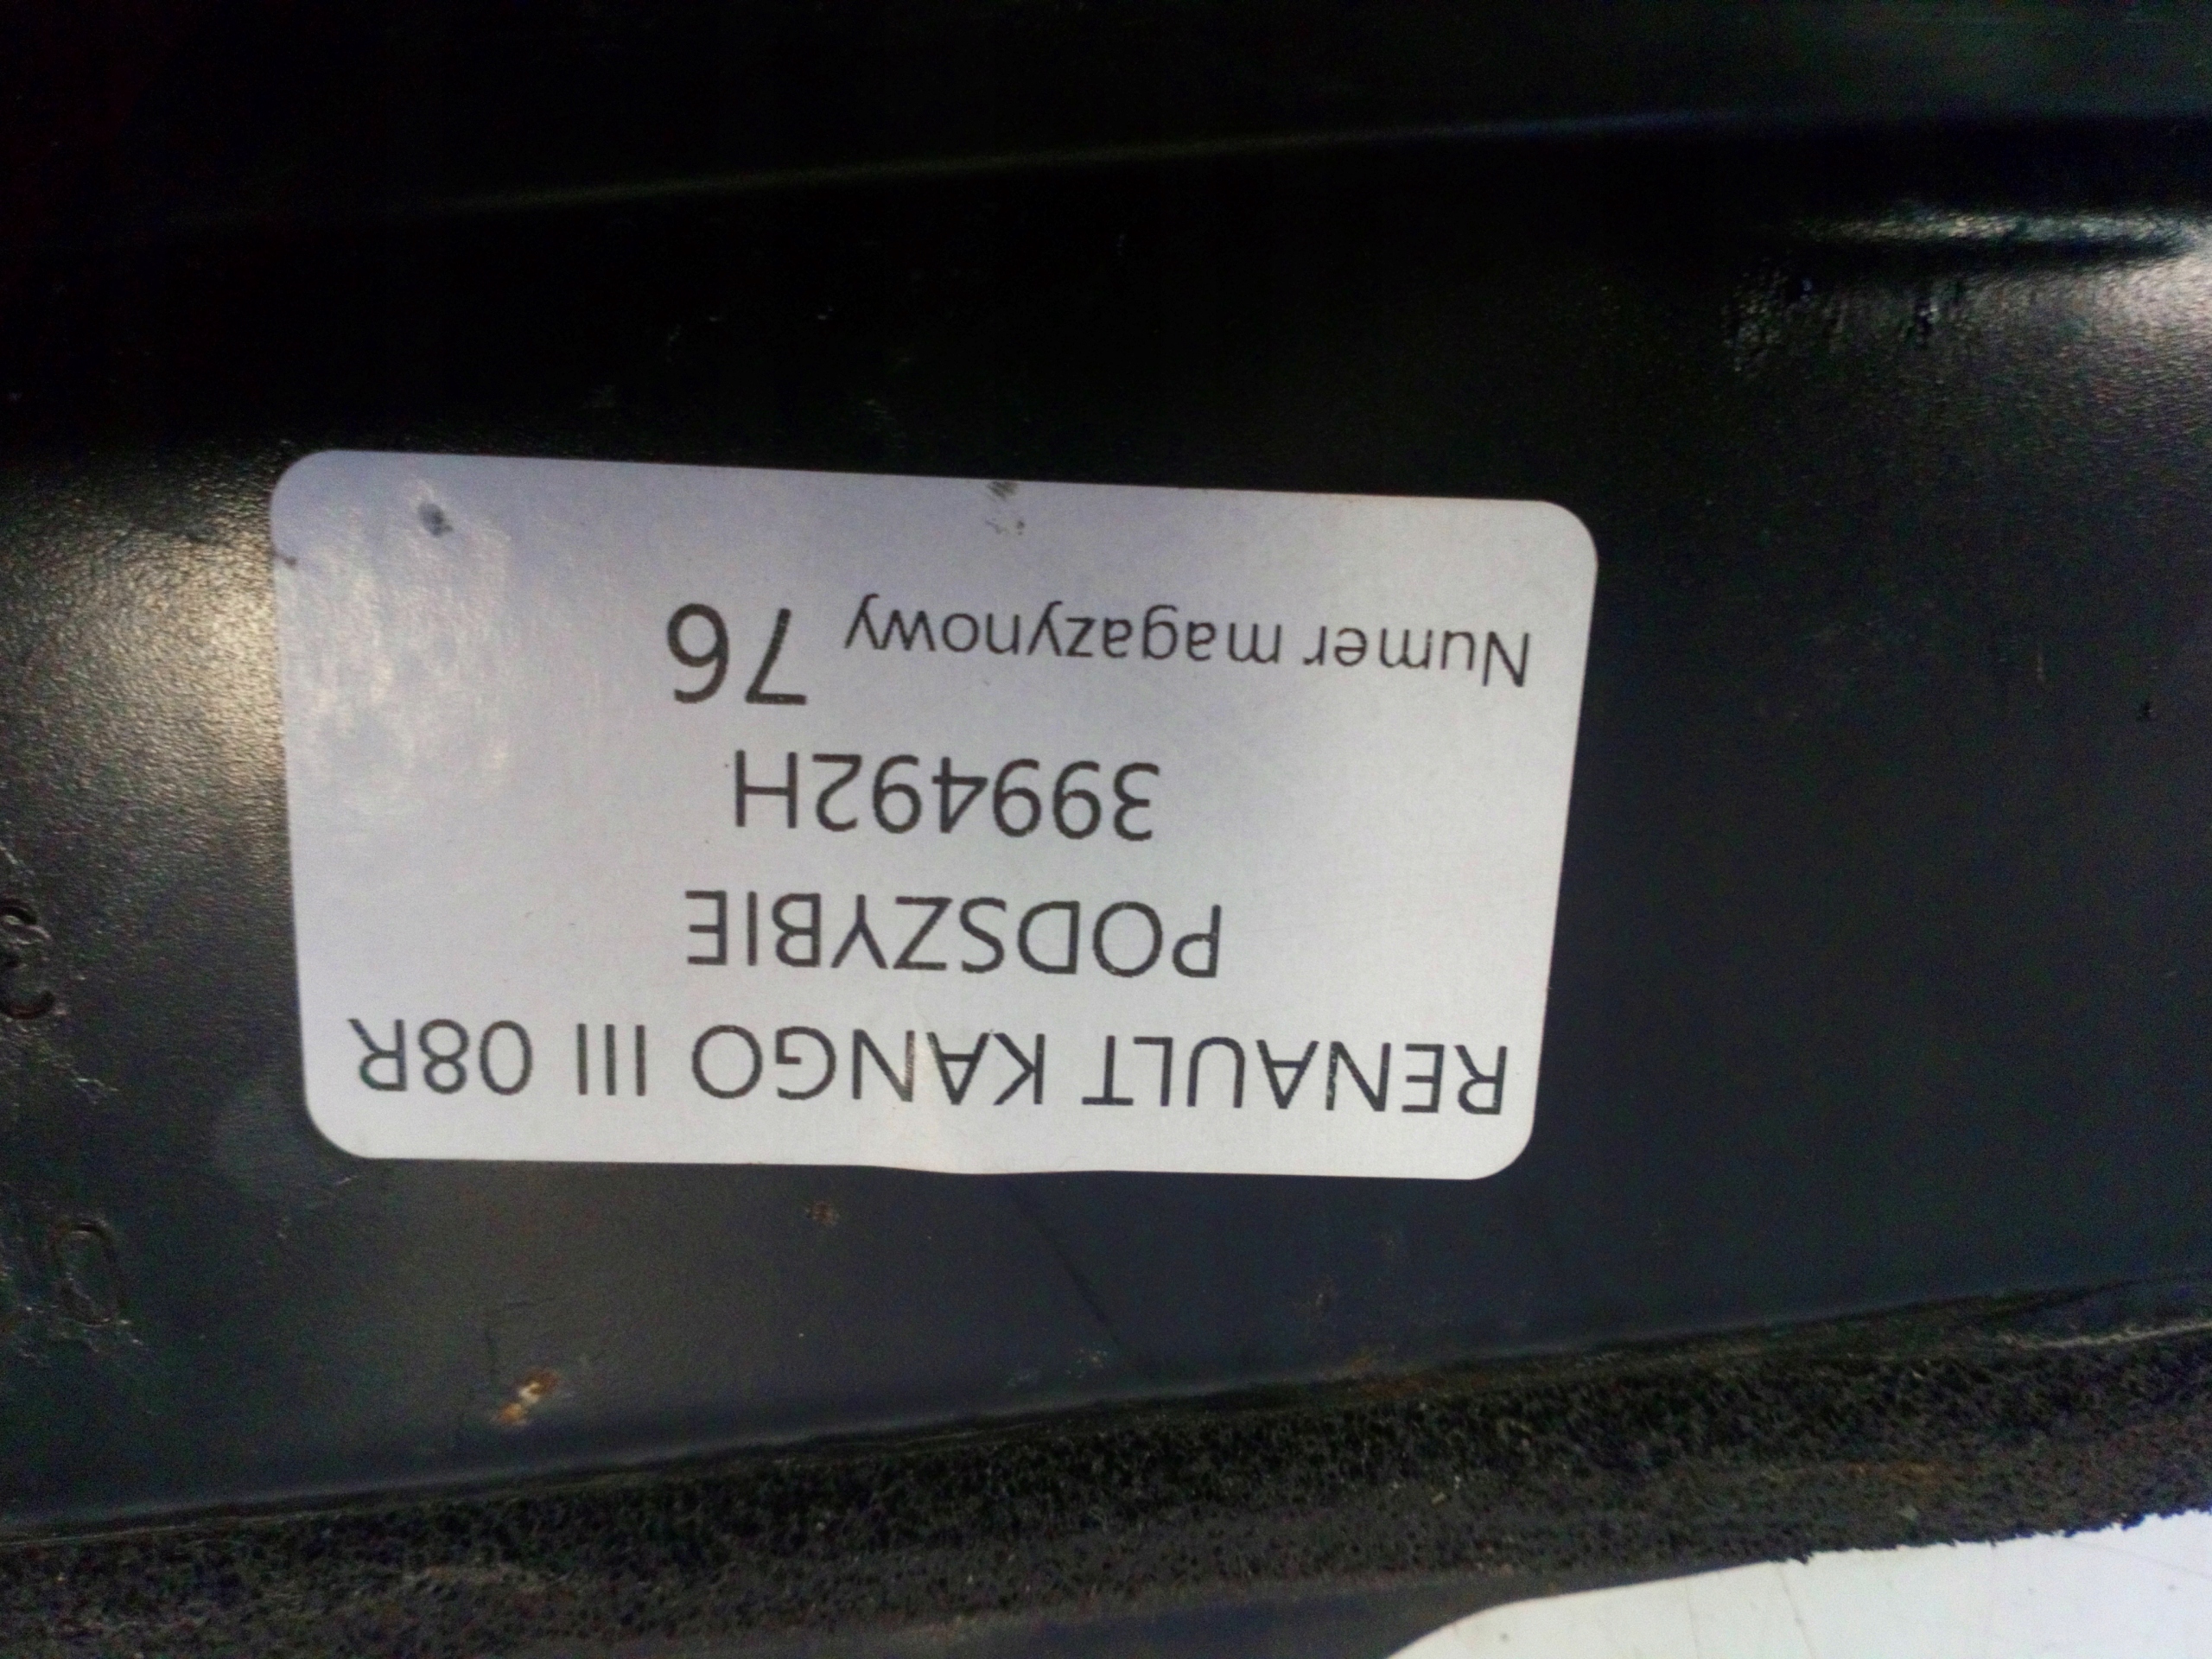 RENAULT KANGO III 08R
PODSZYBIE
399492H
Numer magazynowy 76